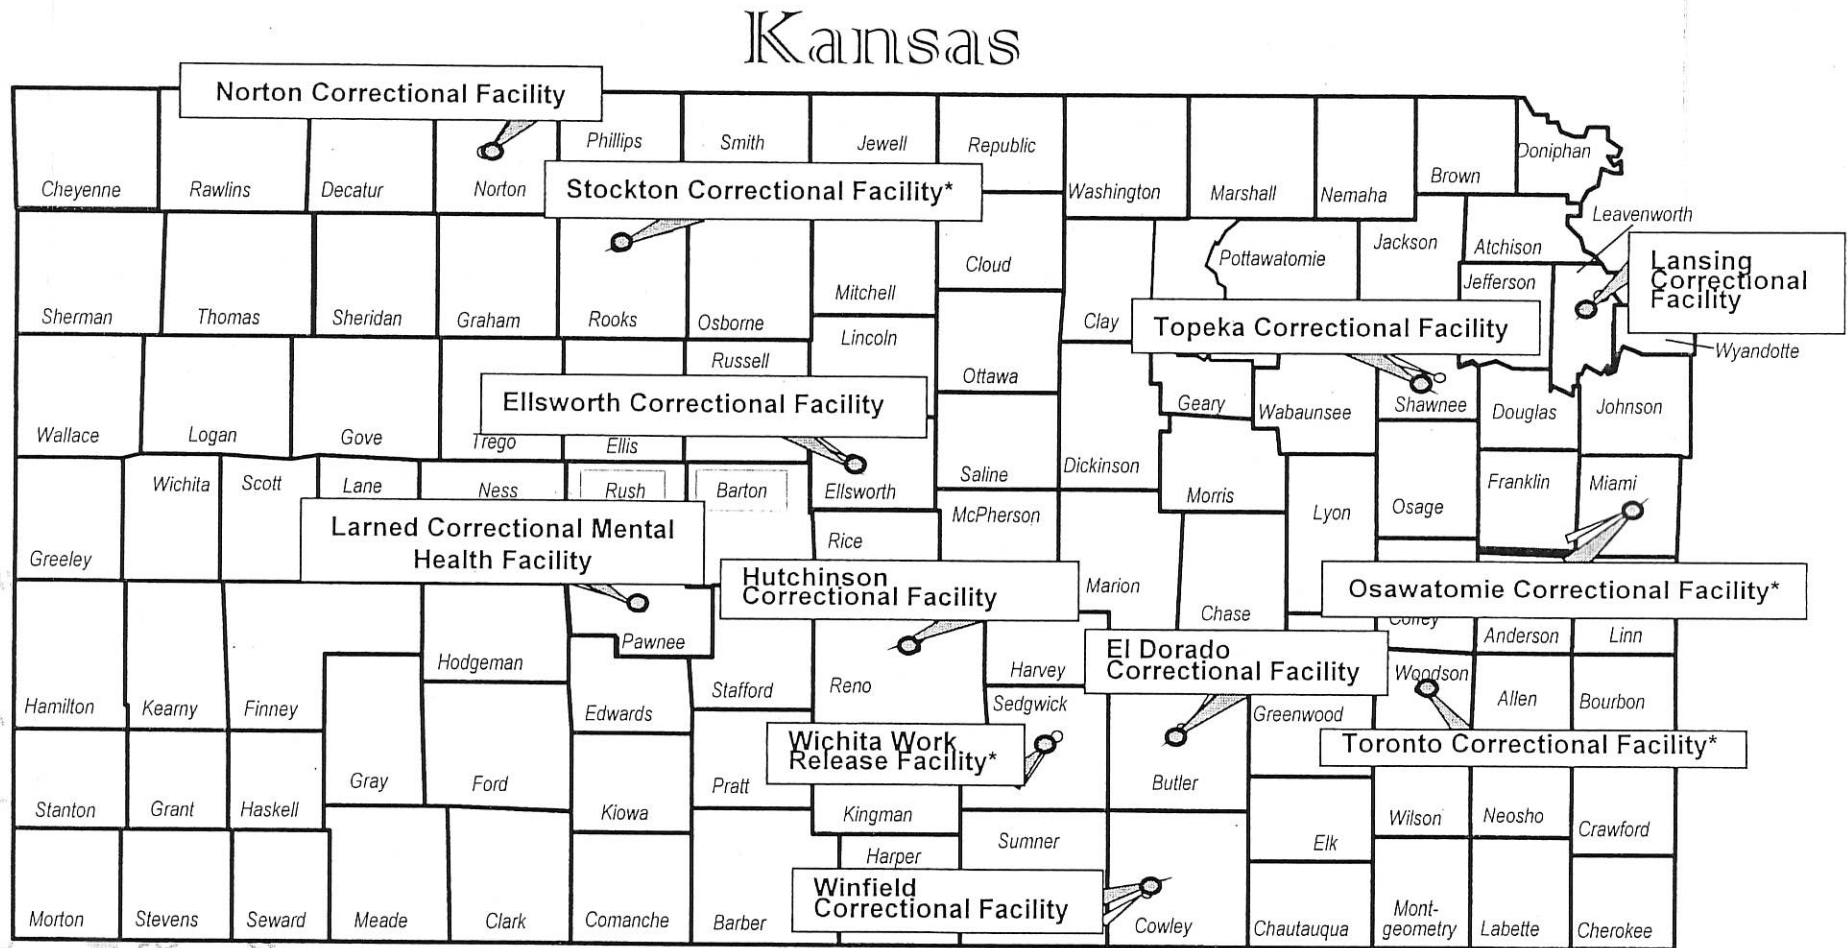 Kansas
Norton Correctional Facility
Phillips
Smith
Jewell
Republic
Doniphan
Cheyenne
Rawlins
Decatur
Norton
Stockton Correctional Facility*
Washington
Marshall
Nemaha
Brown
Leavenworth
Pottawatomie
Jackson
Atchison
Lansing
Correctional
Facility
Cloud
Jefferson
Mitchell
Sherman
Thomas
Sheridan
Graham
Rooks
Osborne
Clay
Topeka Correctional Facility
Lincoln
Wyandotte
Russell
Ottawa
Ellsworth Correctional Facility
Geary
Wabaunsee
Shawnee
Douglas
Johnson
Wallace
Logan
Gove
Trego
Ellis
Saline
Dickinson
Wichita
Scott
Lane
Ness
Rush
Barton
Ellsworth
Morris
Franklin
Miami
McPherson
Lyon
Osage
Larned Correctional Mental
Health Facility
Rice
Greeley
Hutchinson
Correctional Facility
Marion
Osawatomie Correctional Facility*
Chase
Coffey
Anderson
Linn
Pawnee
Hodgeman
El Dorado
Correctional Facility
Harvey
Woodson
Stafford
Reno
Hamilton
Kearny
Finney
Edwards
Sedgwick
Greenwood
Allen
Bourbon
Wichita Work
Release Facility*
Toronto Correctional Facility*
Gray
Ford
Pratt
Butler
Stanton
Grant
Haskell
Kiowa
Kingman
Wilson
Neosho
Crawford
Sumner
Elk
Harper
Winfield
Correctional Facility
Morton
Stevens
Seward
Meade
Clark
Comanche
Barber
Cowley
Chautauqua
Mont-
geometry
Labette
Cherokee